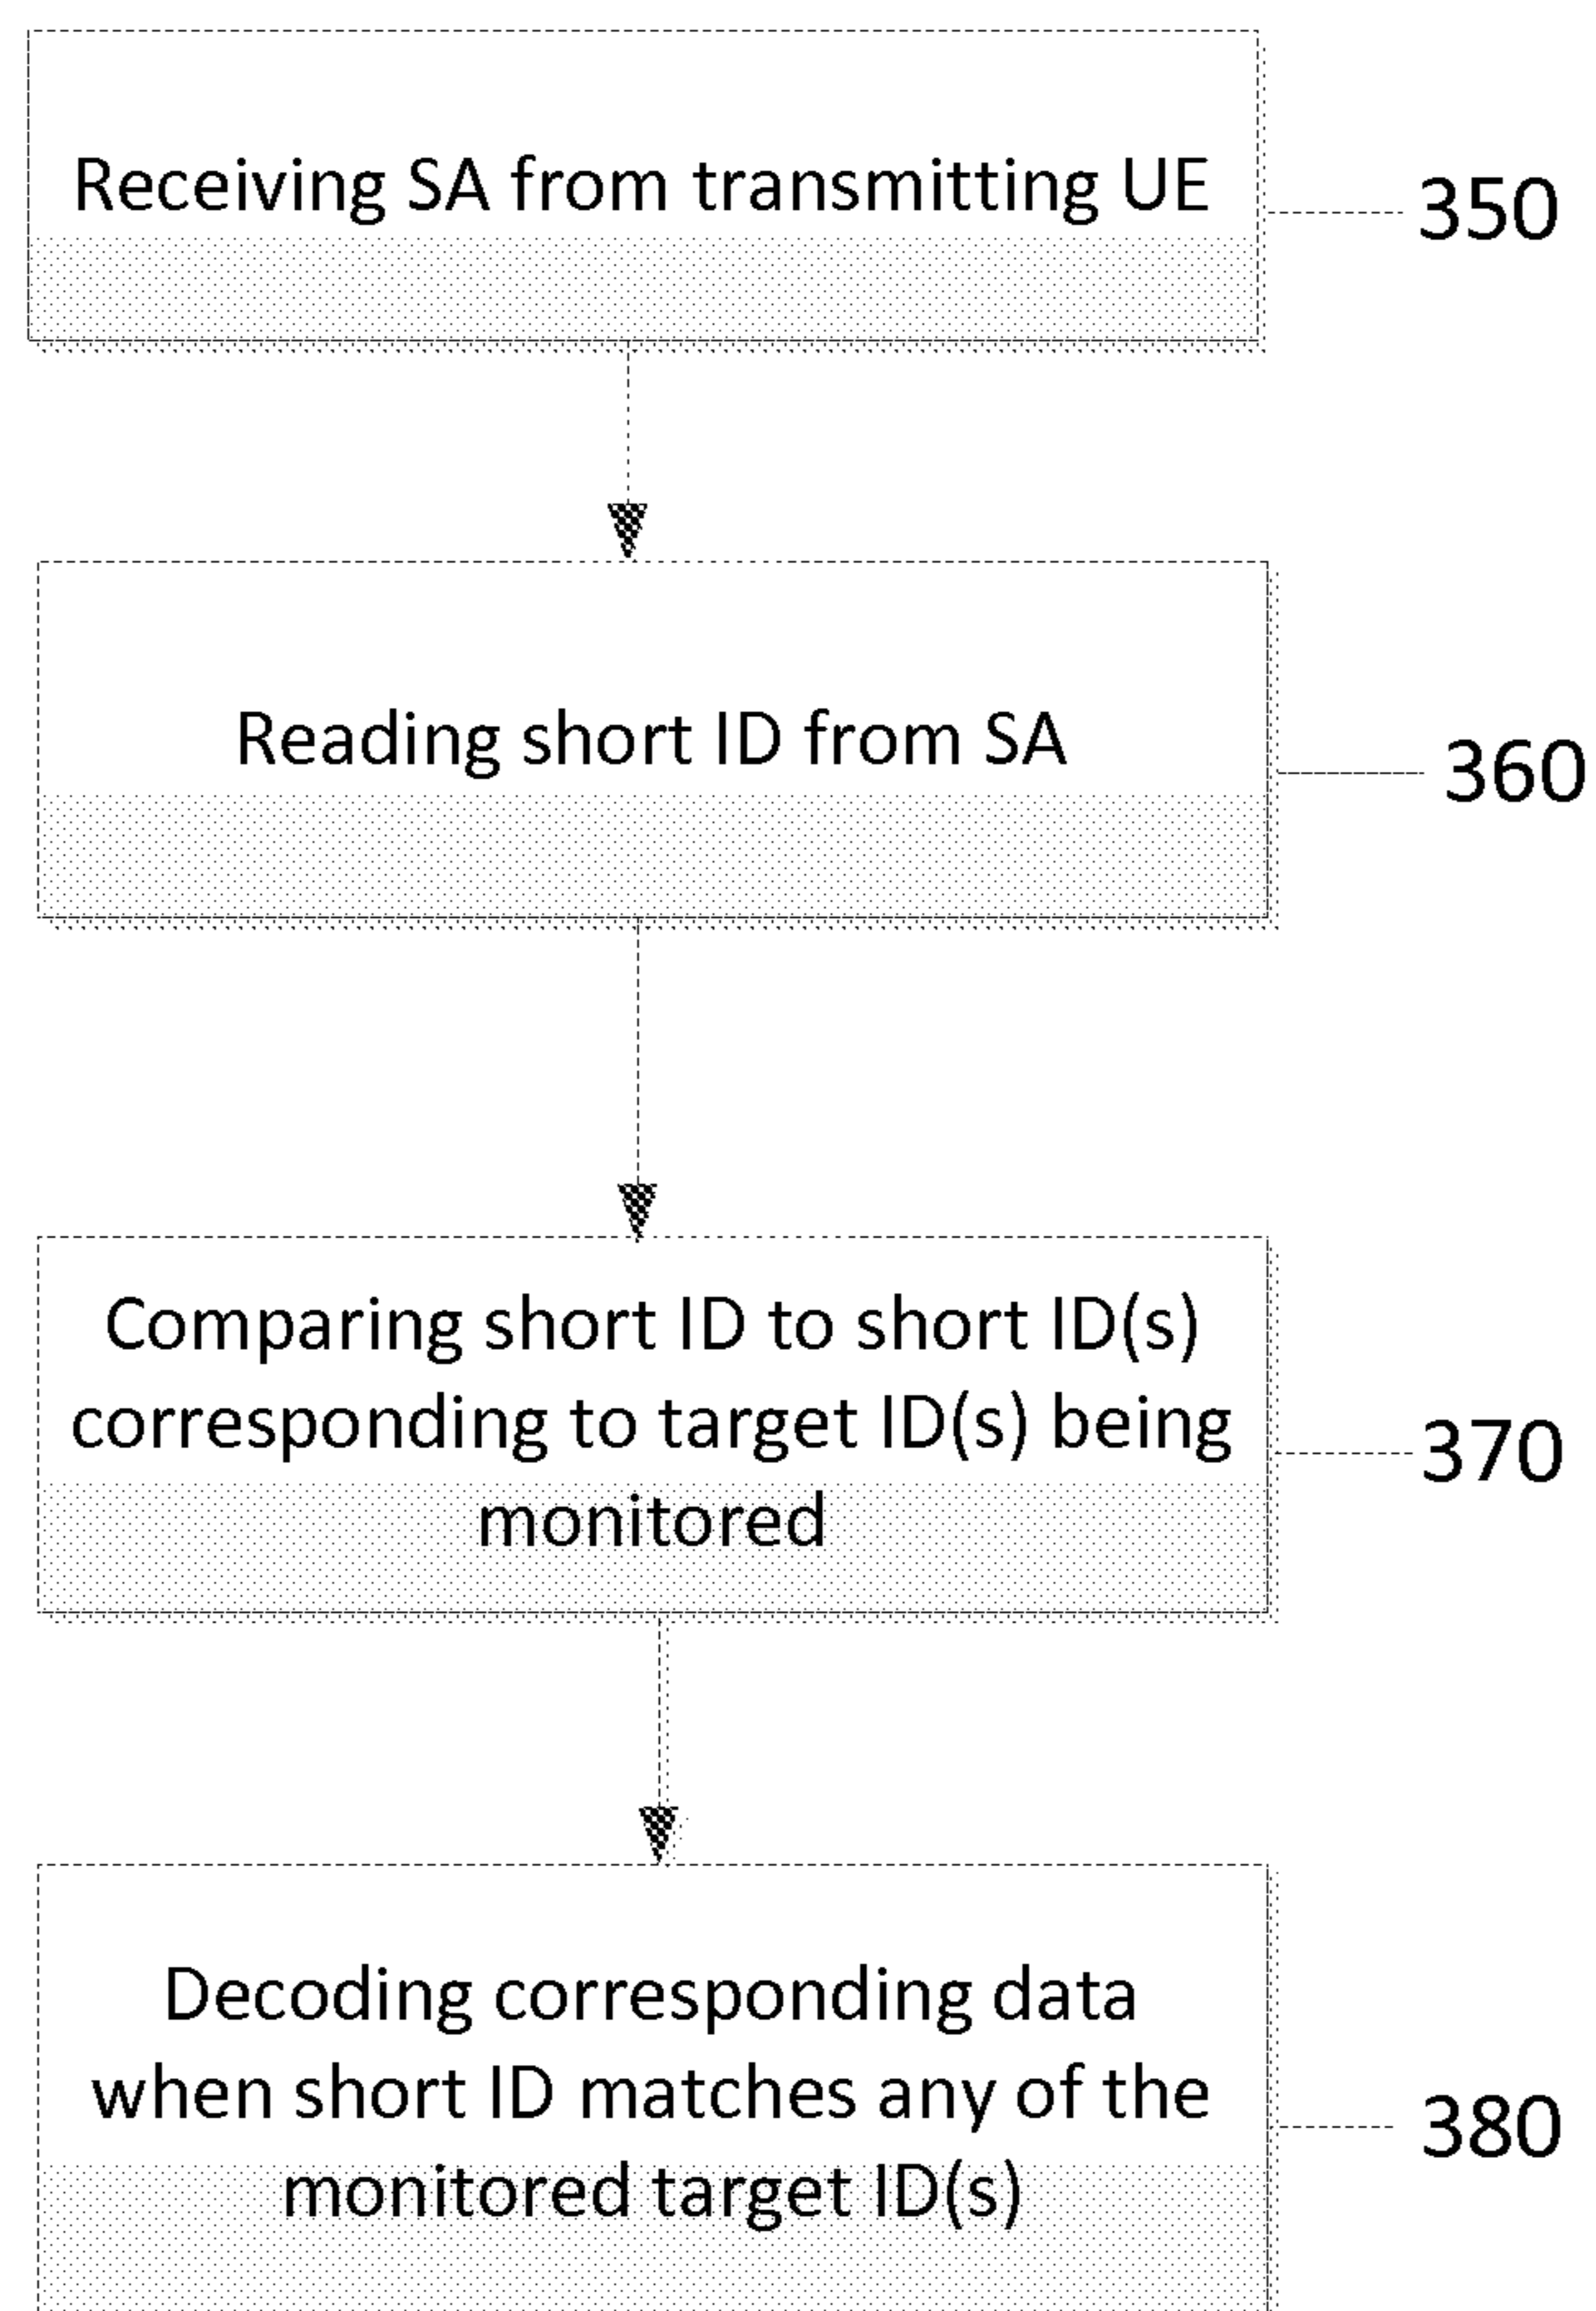 Receiving SA from transmitting UE
350
Reading short ID from SA
360
Comparing short ID to short ID(s)
corresponding to target ID(s) being
monitored
370
Decoding corresponding data
when short ID matches any of the
monitored target ID(s)
380